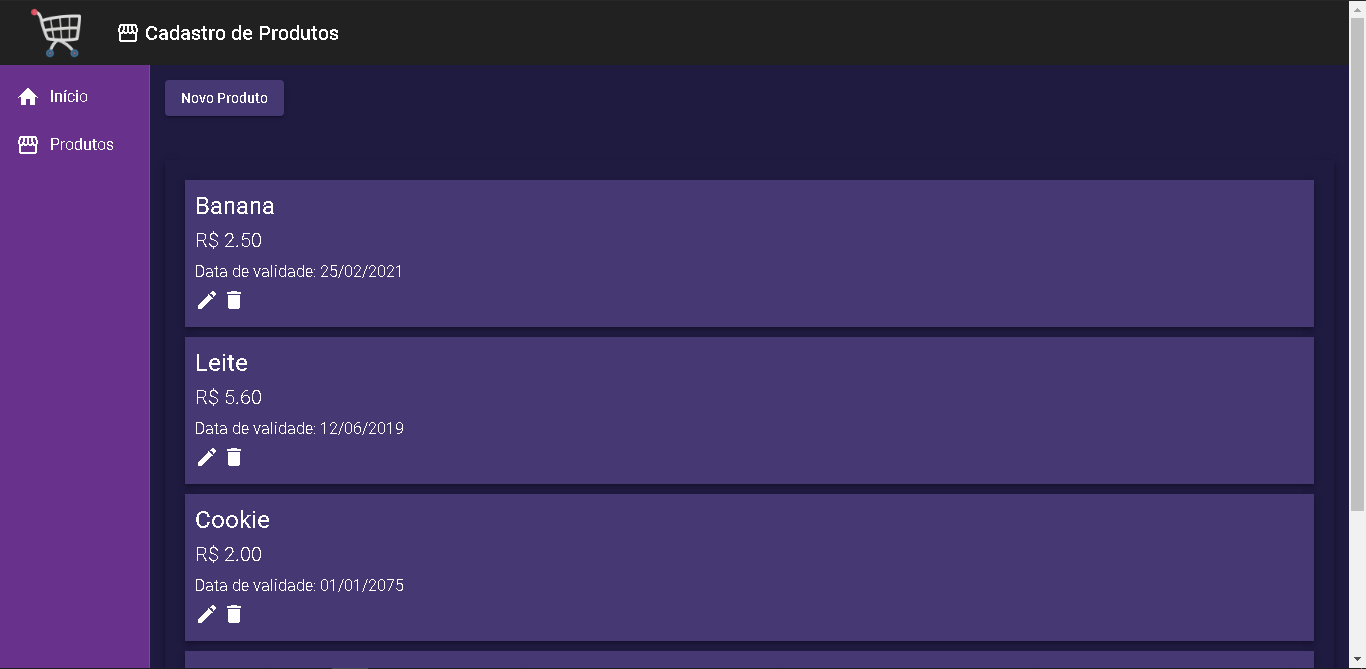 Cadastro de Produtos
Início
Produtos
Novo Produto
Banana
R$ 2.50
Data de validade: 25/02/2021
Leite
R$ 5.60
Data de validade: 12/06/2019
Cookie
R$ 2.00
Data de validade: 01/01/2075